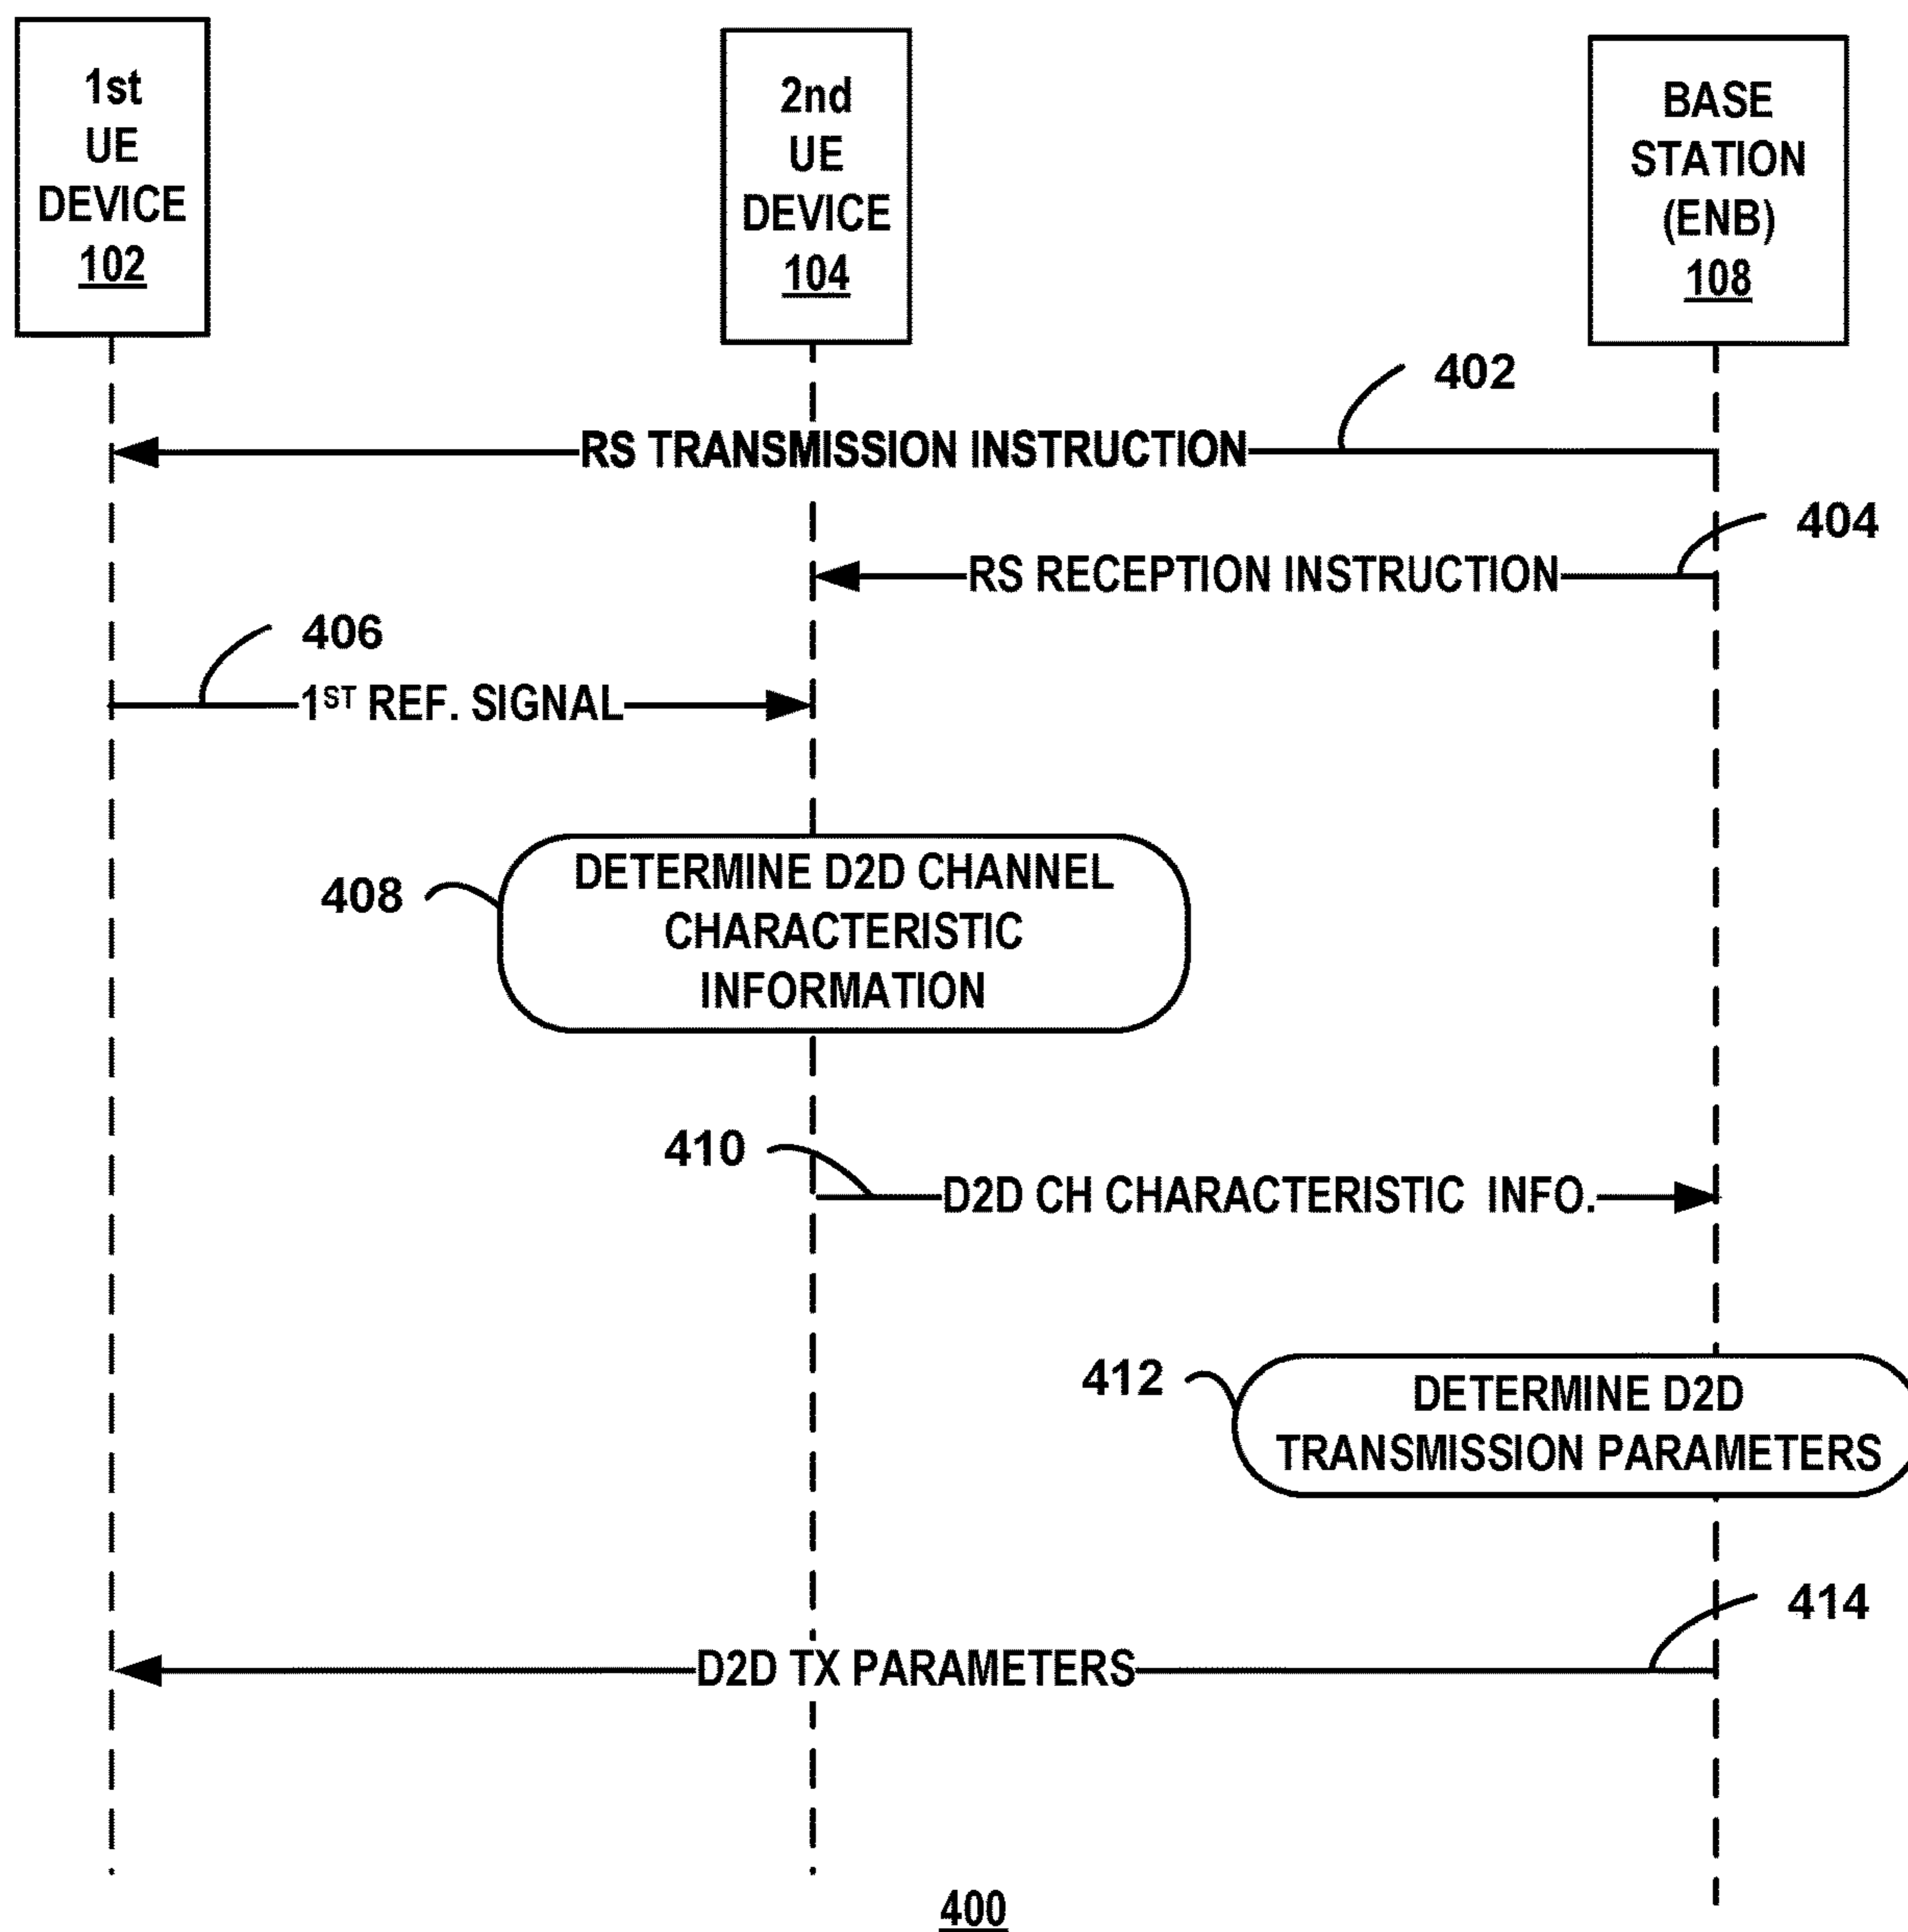 1st
UE
DEVICE
102
2nd
UE
DEVICE
104
BASE
STATION
(ENB)
108
402
RS TRANSMISSION INSTRUCTION
404
RS RECEPTION INSTRUCTION
406
1ST REF. SIGNAL
408
DETERMINE D2D CHANNEL
CHARACTERISTIC
INFORMATION
410
D2D CH CHARACTERISTIC INFO.
412
DETERMINE D2D
TRANSMISSION PARAMETERS
414
D2D TX PARAMETERS
400